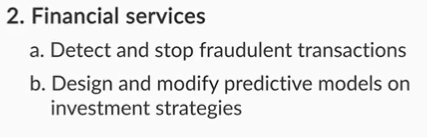 2. Financial services
a. Detect and stop fraudulent transactions
b. Design and modify predictive models on
investment strategies